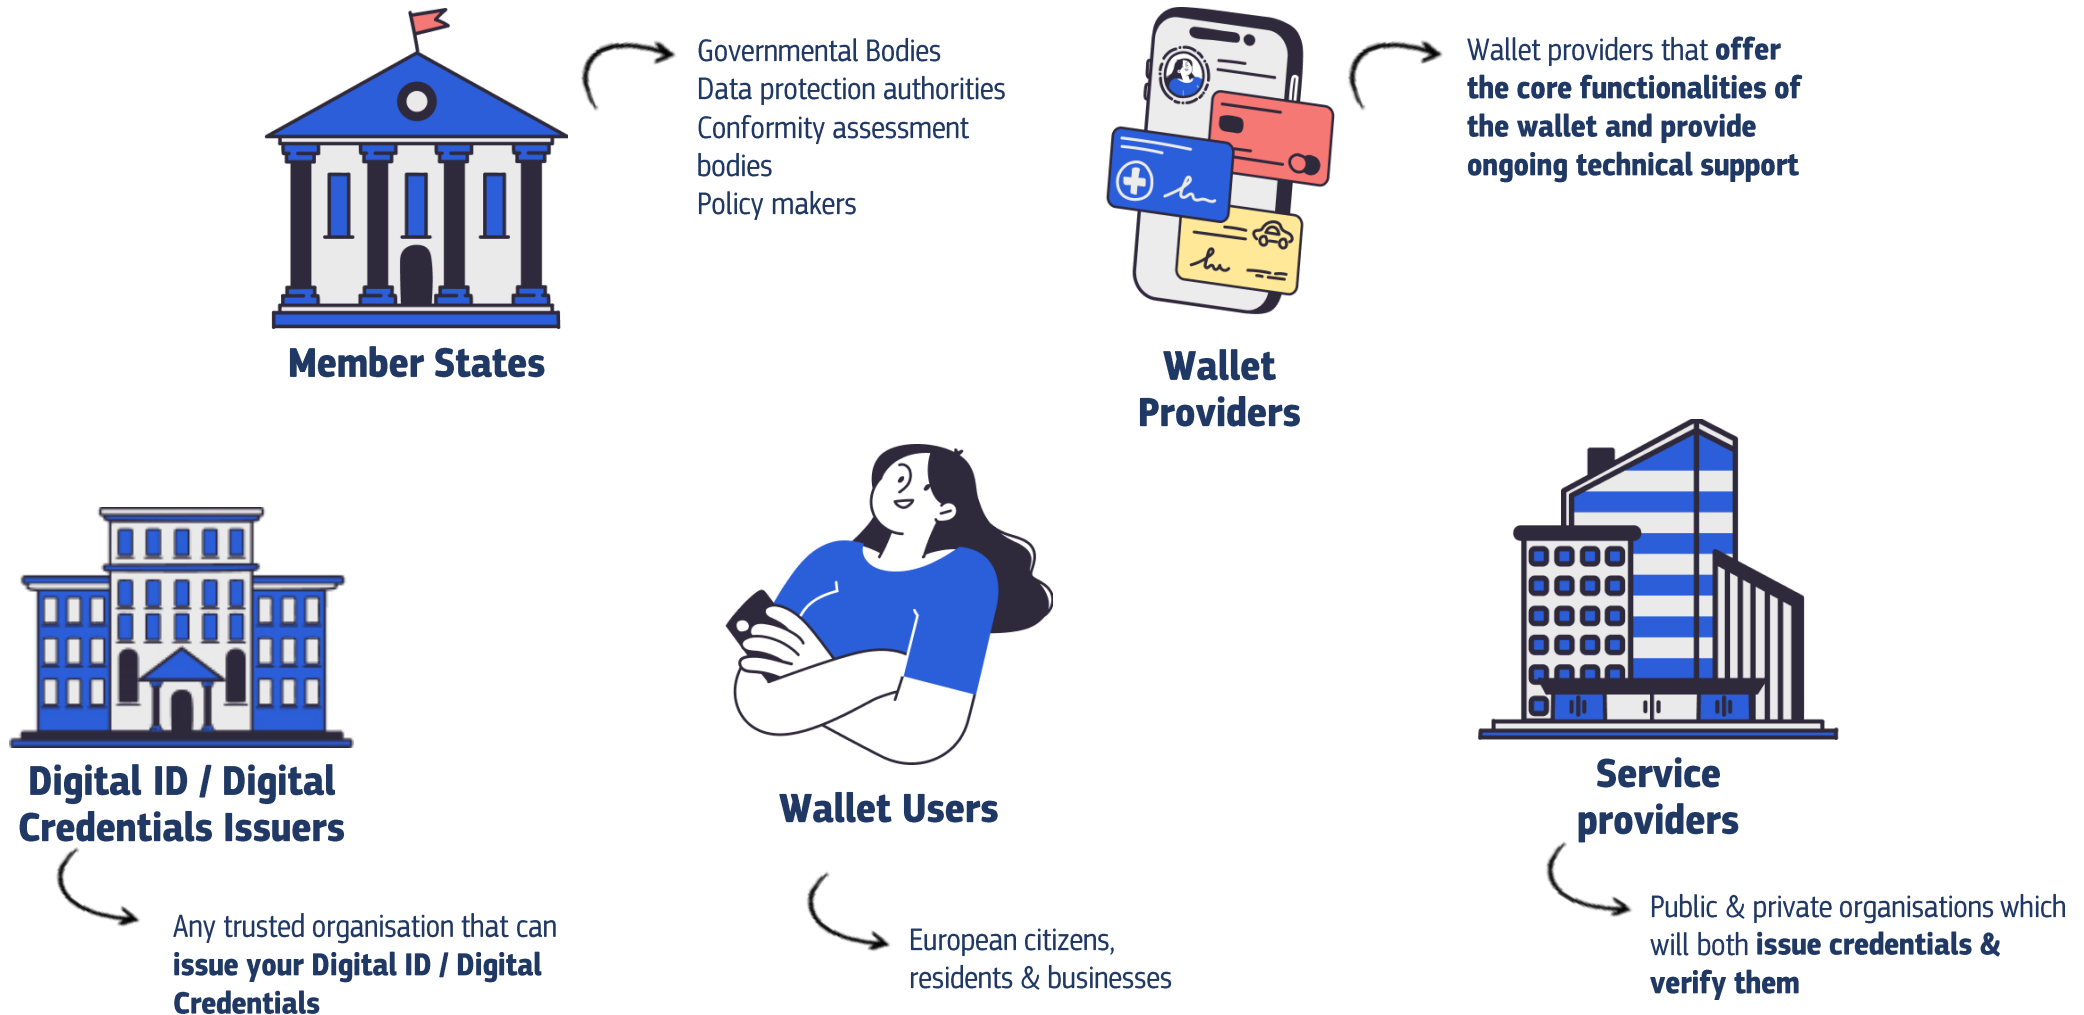 Governmental Bodies
Data protection authorities
Conformity assessment
bodies
Policy makers
Member States
Wallet providers that offer
the core functionalities of
the wallet and provide
ongoing technical support
Wallet
Providers
Digital ID / Digital
Credentials Issuers
Any trusted organisation that can
issue your Digital ID / Digital
Credentials
Wallet Users
European citizens,
residents & businesses
Service
providers
Public & private organisations which
will both issue credentials &
verify them